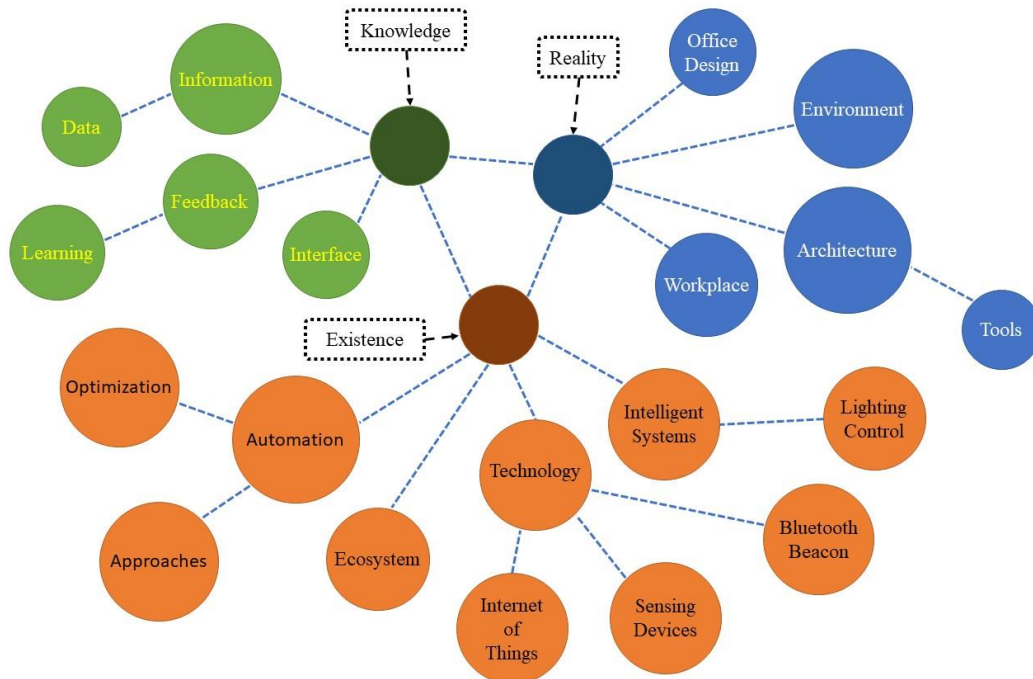 Knowledge
Reality
Office
Design
Information
Environment
Data
Feedback
Learning
Interface
Architecture
Workplace
Tools
Existence
Optimization
Automation
Intelligent
Systems
Lighting
Control
Technology
Approaches
Ecosystem
Bluetooth
Beacon
Internet
of
Things
Sensing
Devices